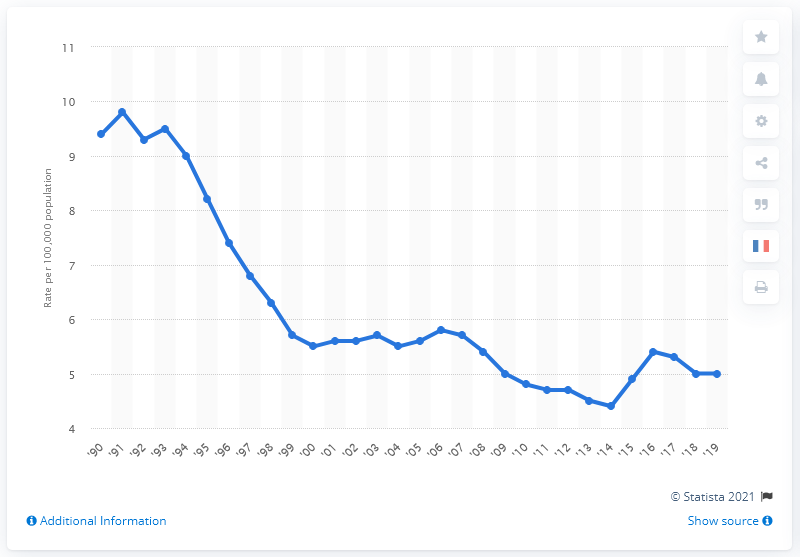 11
10
9
8
7
6
5
4
Rate per 100,000 population
'90 '91 '92 '93 '94 '95 '96 '97 '98 '99 '00 '01 '02 '03 '04 '05 '06 '07 '08 '09 '10 '11 '12 '13 '14 '15 '16 '17 '18 '19
© Statista 2021
Additional Information
Show source